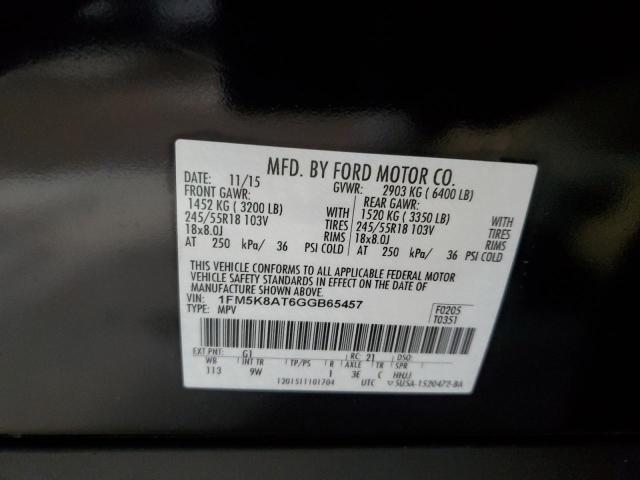 MFD. BY FORD MOTOR CO.
DATE: 11/15 GVWR: 2903 KG ( 6400 LB)
FRONT GAWR: REAR GAWR:
1452 KG ( 3200 LB) WITH 1520 KG ( 3350 LB) WITH
245/55R18 103V TIRES 245/55R18 103V TIRES
18x8.0J RIMS 18x8.0J RIMS
AT 250 kPa/ 36 PSI COLD AT 250 kPa/ 36 PSI COLD
THIS VEHICLE CONFORMS TO ALL APPLICABLE FEDERAL MOTOR
VEHICLE SAFETY STANDARDS IN EFFECT ON THE DATE OF
MANUFACTURE SHOWN ABOVE.
VIN: 1FM5K8AT6GGB65457 F0205
TYPE: MPV T0351
EXT PNT: G1 RC: 21 DSO:
WB INT TR TP/PS R AXLE TR SPR
113 9W 1 3E C HHJJ
1201511101704 UTC 5USA-1520472-BA